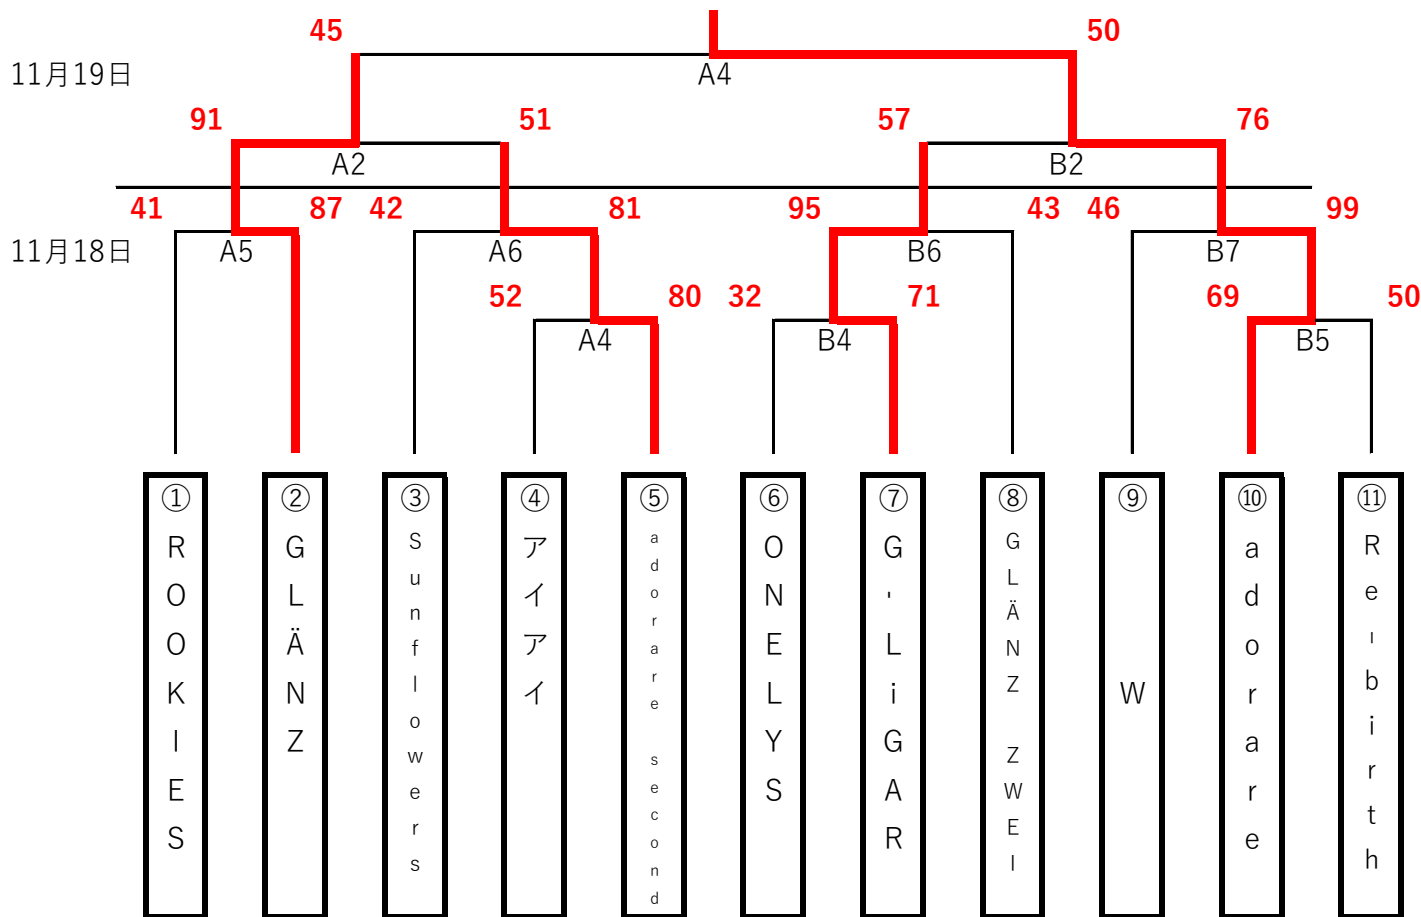 45 50
11月19日 A4
91 51 57 76
A2 B2
41 87 42 81 95 43 46 99
11月18日 A5 A6 B6 B7
52 80 32 71 69 50
A4 B4 B5
① ROOKIES
② GLÄNZ
③ Sunflowers
④ アイアイ
⑤ adorare second
⑥ ONELYS
⑦ G'LiGAR
⑧ GLÄNZ ZWEI
⑨ W
⑩ adorare
⑪ Re-birth